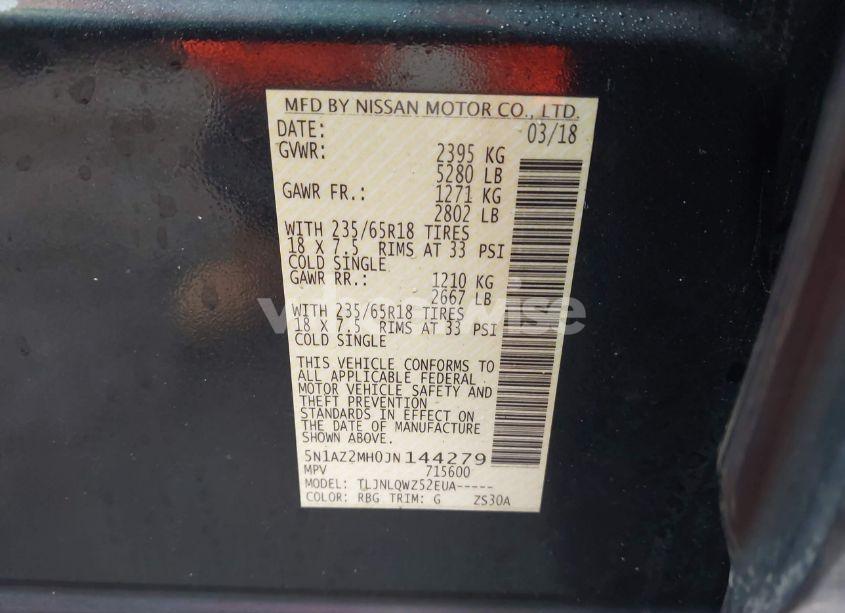 MFD BY NISSAN MOTOR CO., LTD.
DATE: 03/18
GVWR: 2395 KG
5280 LB
GAWR FR.: 1271 KG
2802 LB
WITH 235/65R18 TIRES
18 X 7.5 RIMS AT 33 PSI
COLD SINGLE
GAWR RR.: 1210 KG
2667 LB
WITH 235/65R18 TIRES
18 X 7.5 RIMS AT 33 PSI
COLD SINGLE
THIS VEHICLE CONFORMS TO
ALL APPLICABLE FEDERAL
MOTOR VEHICLE SAFETY AND
THEFT PREVENTION
STANDARDS IN EFFECT ON
THE DATE OF MANUFACTURE
SHOWN ABOVE.
5N1AZ2MH0JN144279
MPV 715600
MODEL: TLJNLQWZ52EUA-----
COLOR: RBG TRIM: G ZS30A